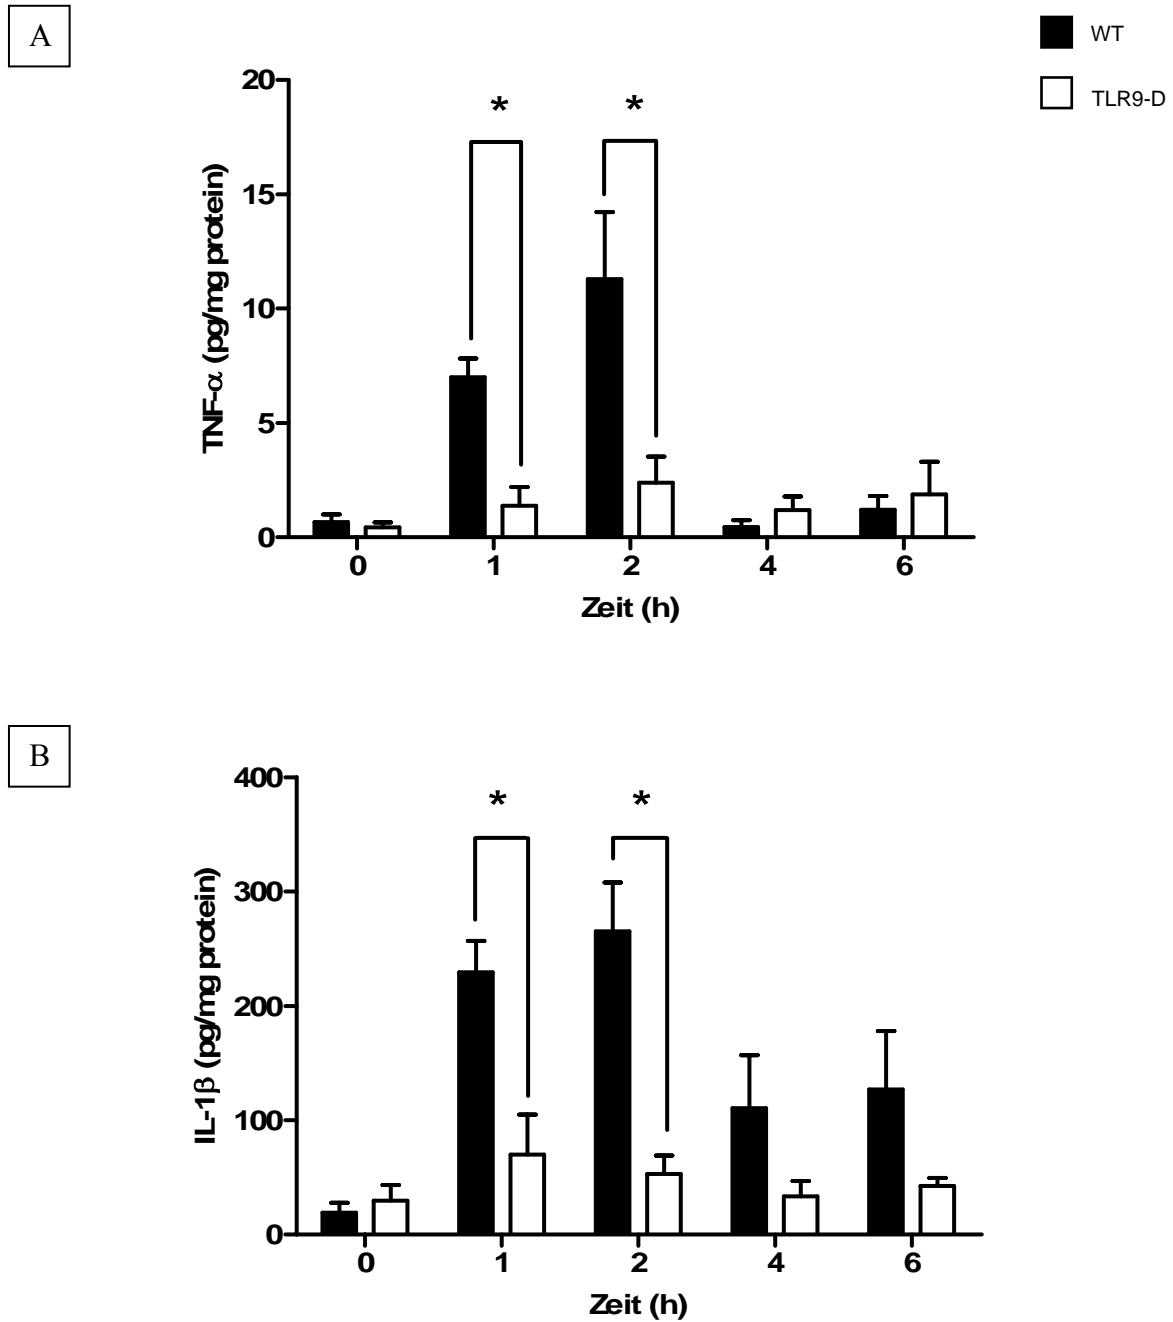 A
WT
TLR9-D
*
*
20
15
10
5
0
TNF-α (pg/mg protein)
0 1 2 4 6
Zeit (h)
B
*
*
400
300
200
100
0
IL-1β (pg/mg protein)
0 1 2 4 6
Zeit (h)